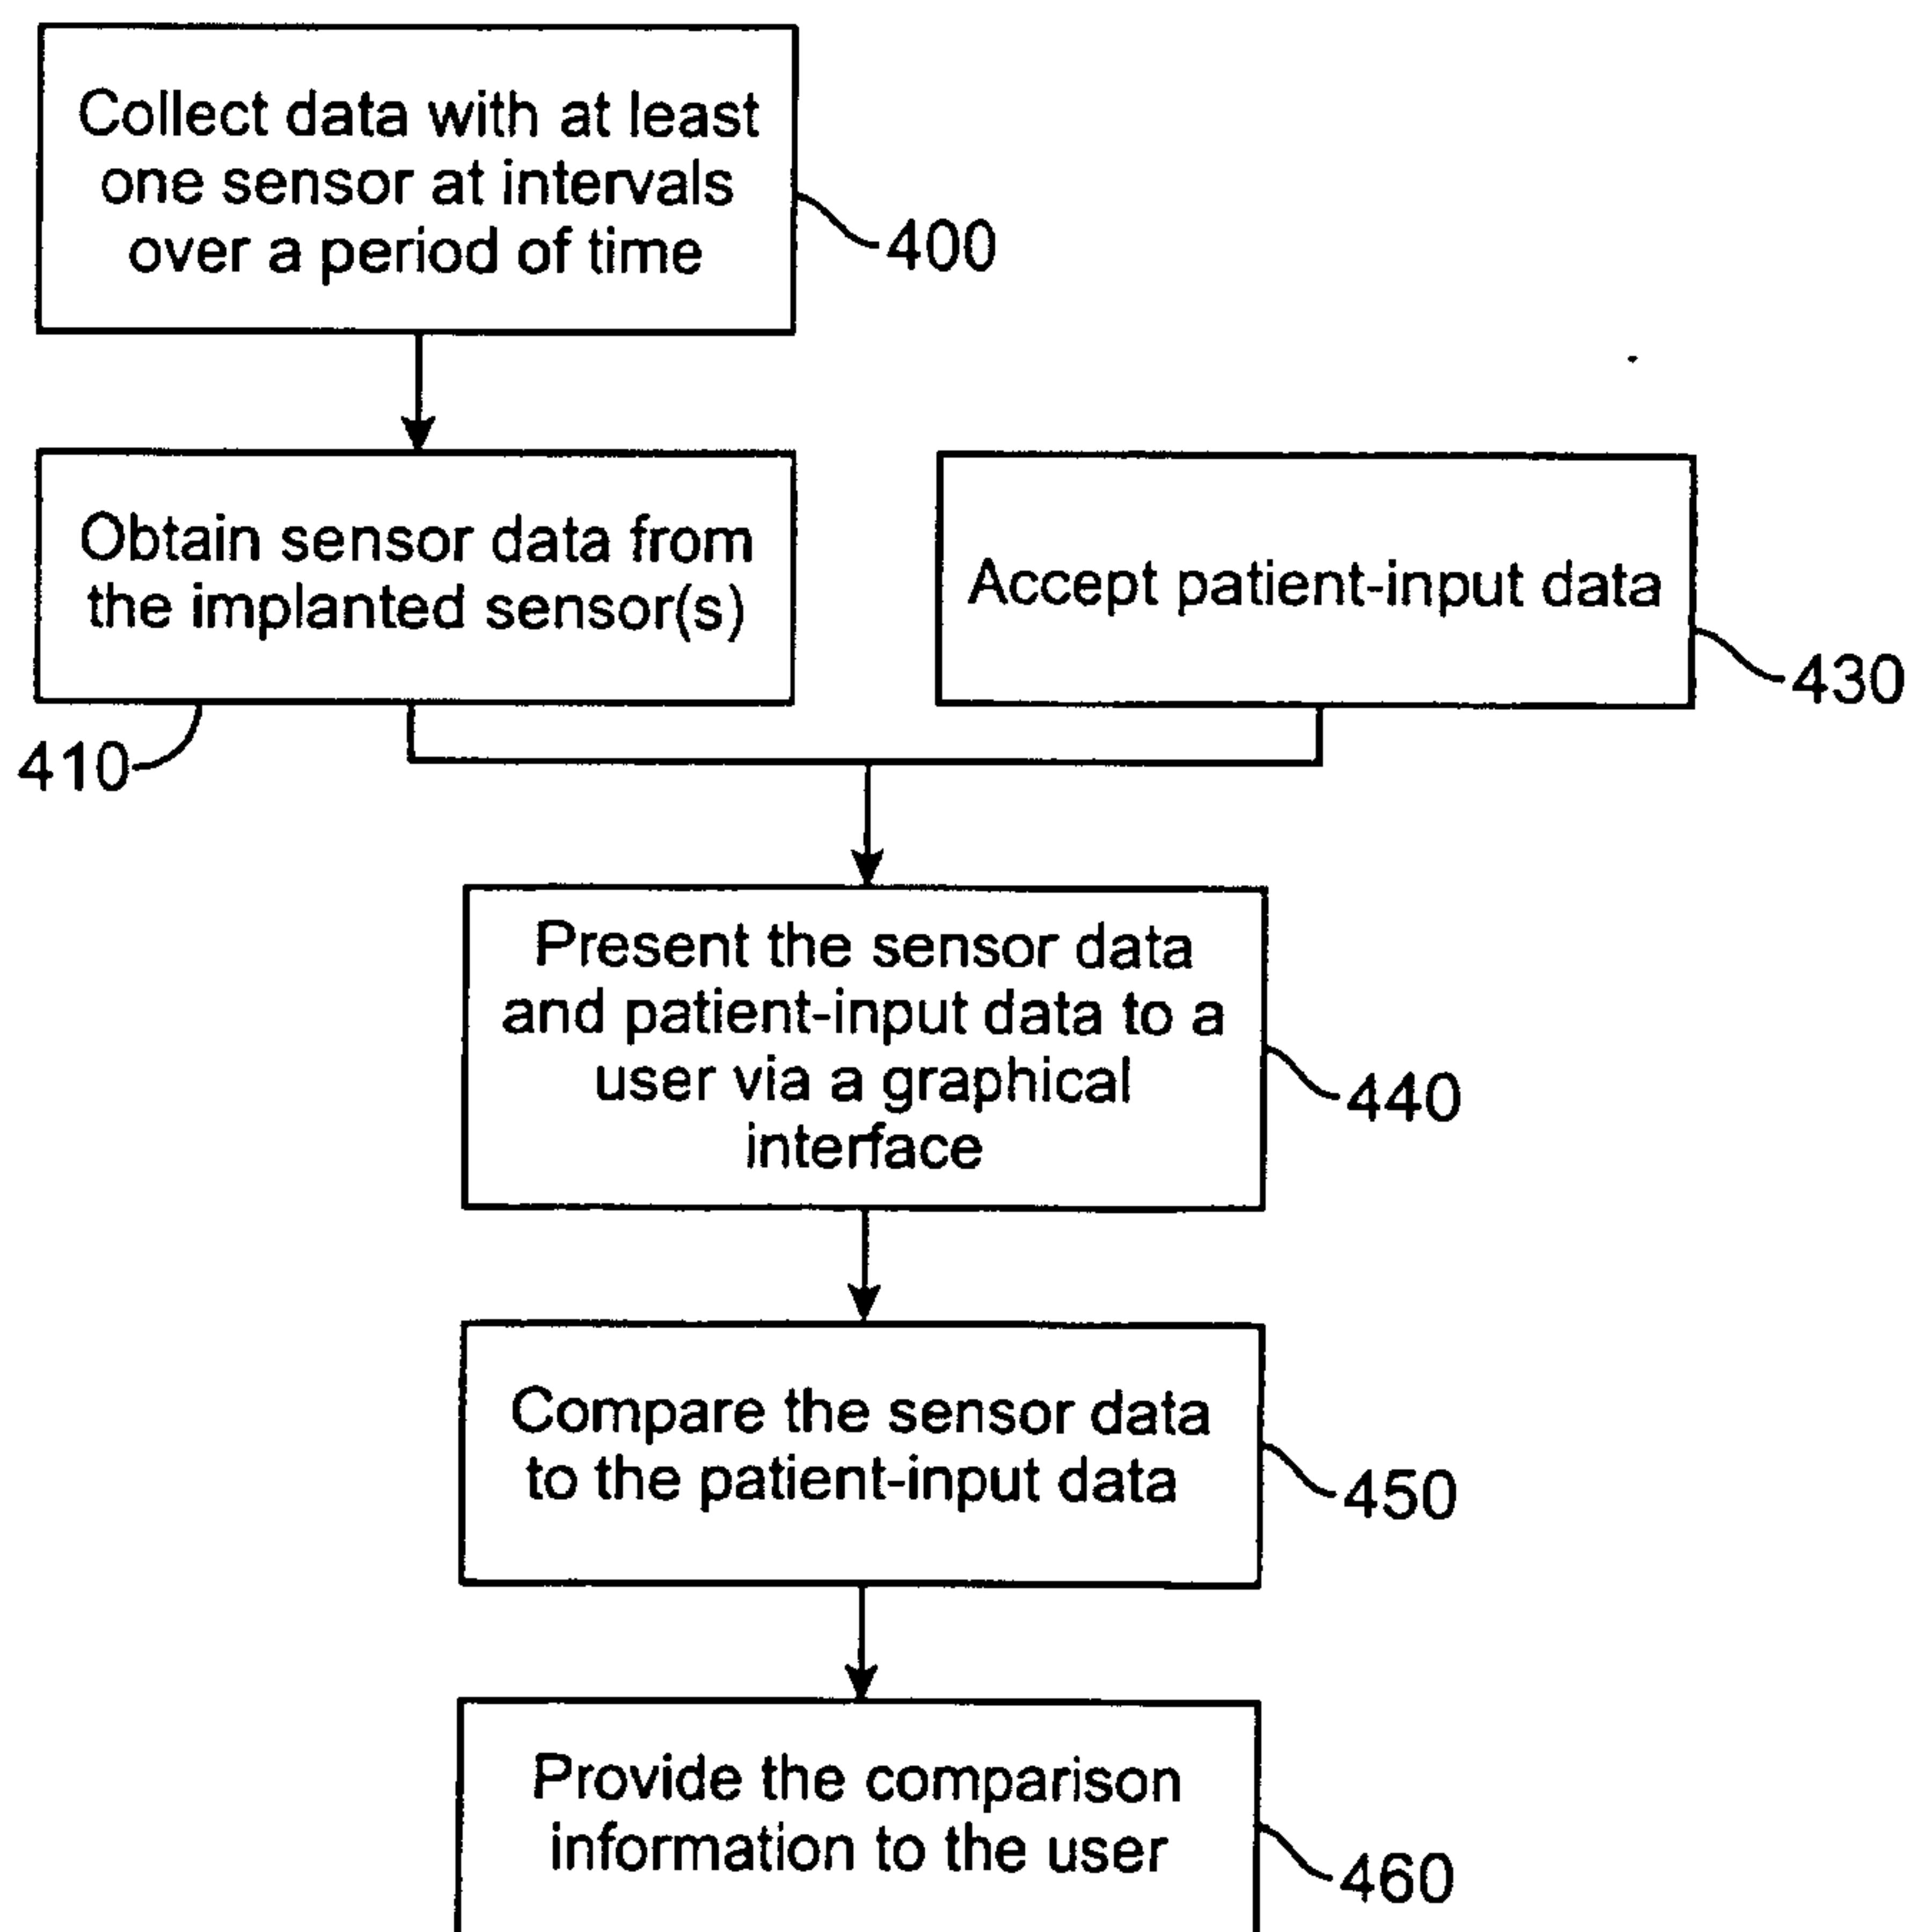 Collect data with at least
one sensor at intervals
over a period of time
400
Obtain sensor data from
the implanted sensor(s)
410
Accept patient-input data
430
Present the sensor data
and patient-input data to a
user via a graphical
interface
440
Compare the sensor data
to the patient-input data
450
Provide the comparison
information to the user
460